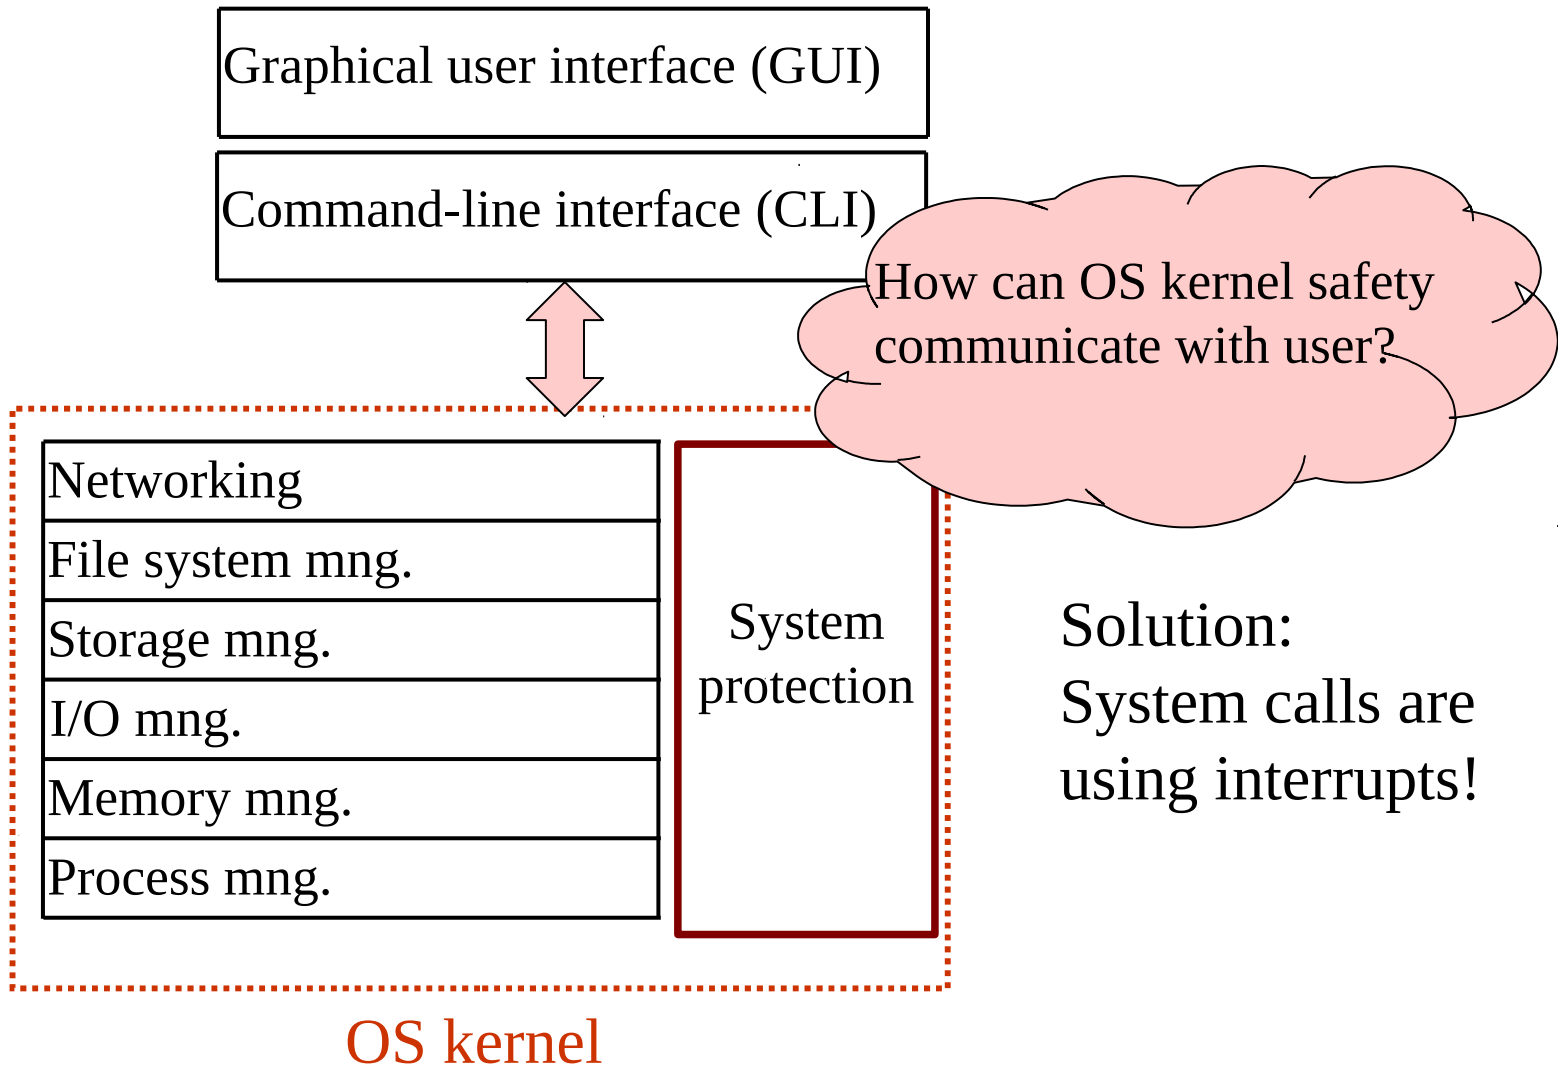 Graphical user interface (GUI)
Command-line interface (CLI)
How can OS kernel safety
communicate with user?
Networking
File system mng.
Storage mng.
I/O mng.
Memory mng.
Process mng.
System
protection
Solution:
System calls are
using interrupts!
OS kernel